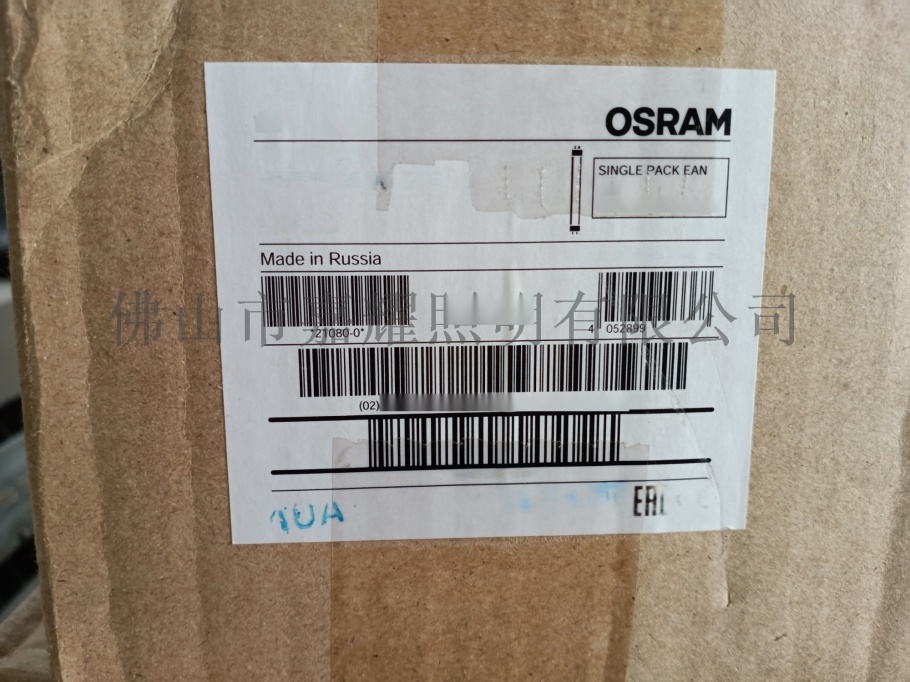 OSRAM
SINGLE PACK EAN
Made in Russia
佛山市嘉耀照明有限公司
121080-0*
4 052899
(02)
1UA
EAC